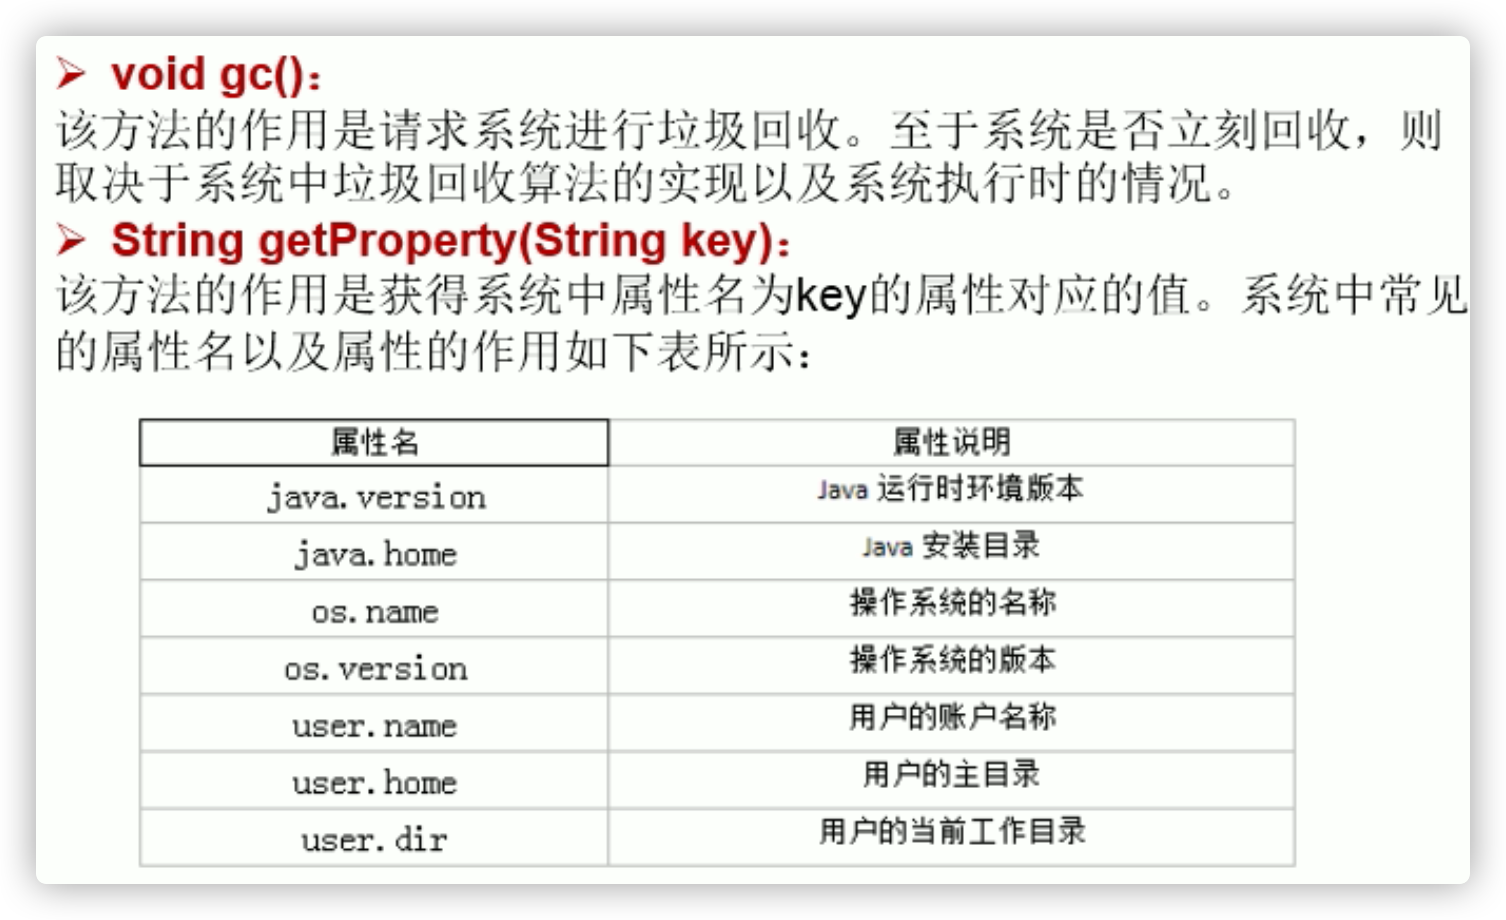 ➢ void gc()：
该方法的作用是请求系统进行垃圾回收。至于系统是否立刻回收，则
取决于系统中垃圾回收算法的实现以及系统执行时的情况。
➢ String getProperty(String key)：
该方法的作用是获得系统中属性名为key的属性对应的值。系统中常见
的属性名以及属性的作用如下表所示：
属性名 属性说明
java.version Java 运行时环境版本
java.home Java 安装目录
os.name 操作系统的名称
os.version 操作系统的版本
user.name 用户的账户名称
user.home 用户的主目录
user.dir 用户的当前工作目录